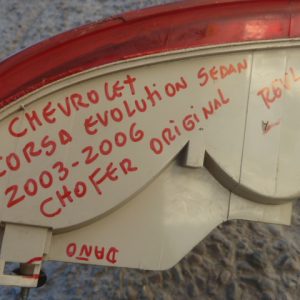 CHEVROLET
CORSA EVOLUTION SEDAN
2003-2006
CHOFER ORIGINAL
DAÑO